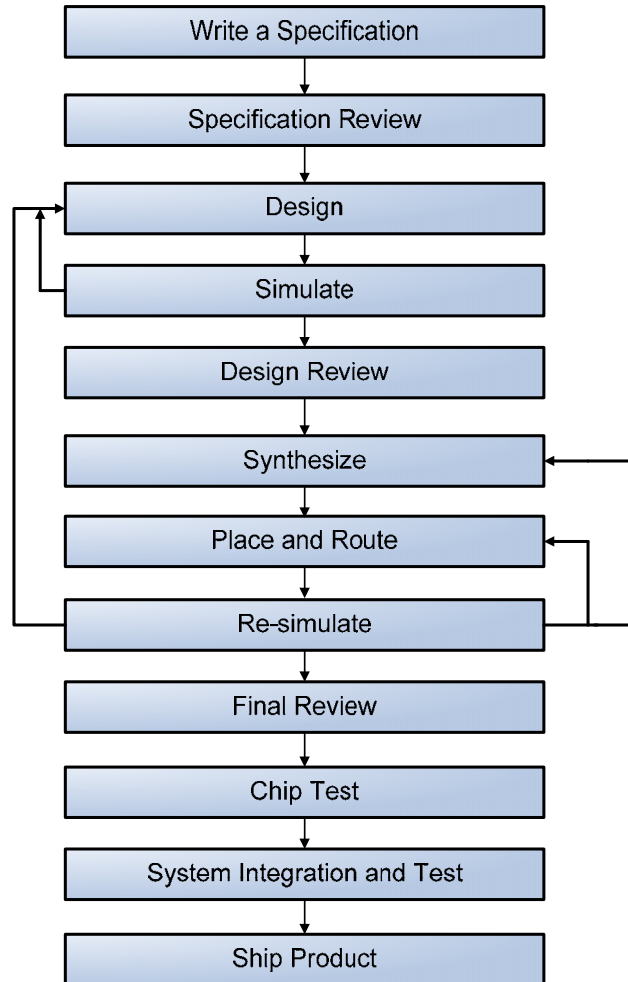 Write a Specification
Specification Review
Design
Simulate
Design Review
Synthesize
Place and Route
Re-simulate
Final Review
Chip Test
System Integration and Test
Ship Product